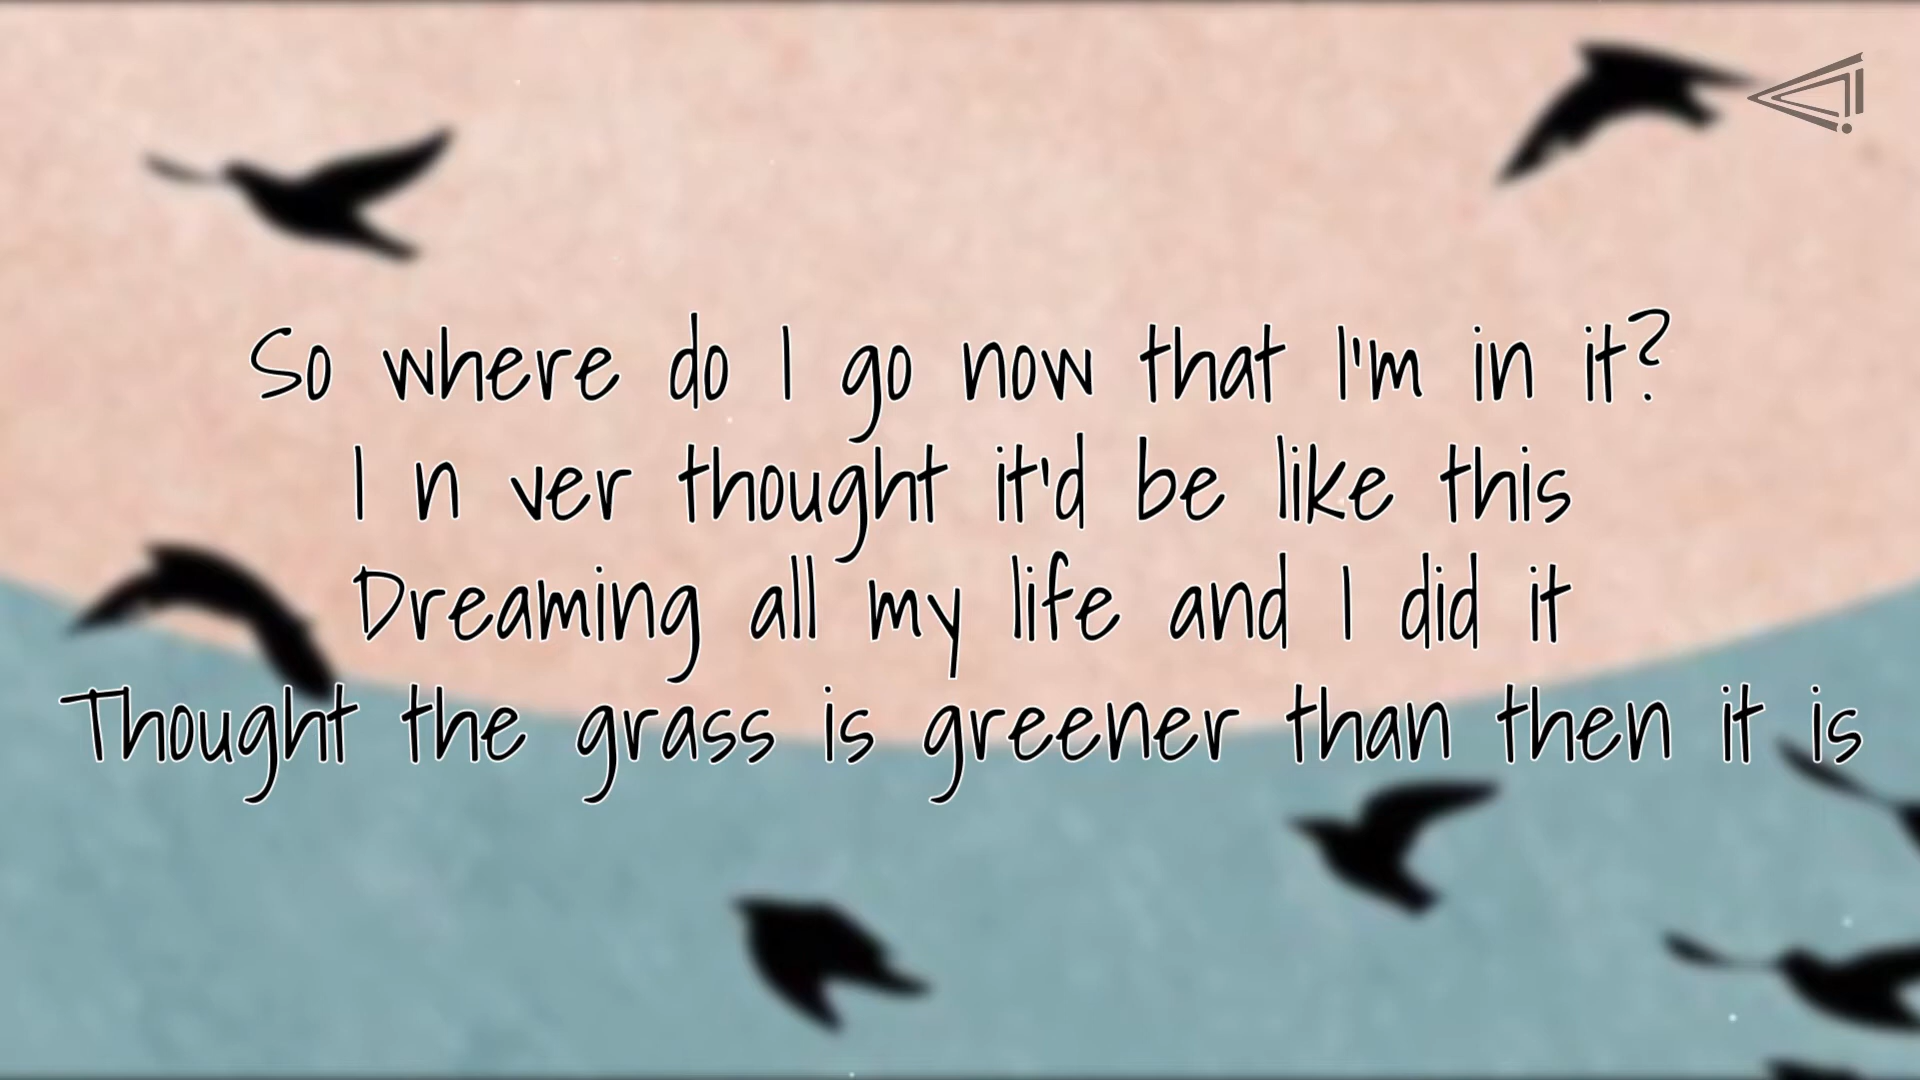 So where do I go now that I'm in it?
I n ver thought it'd be like this
Dreaming all my life and I did it
Thought the grass is greener than then it is